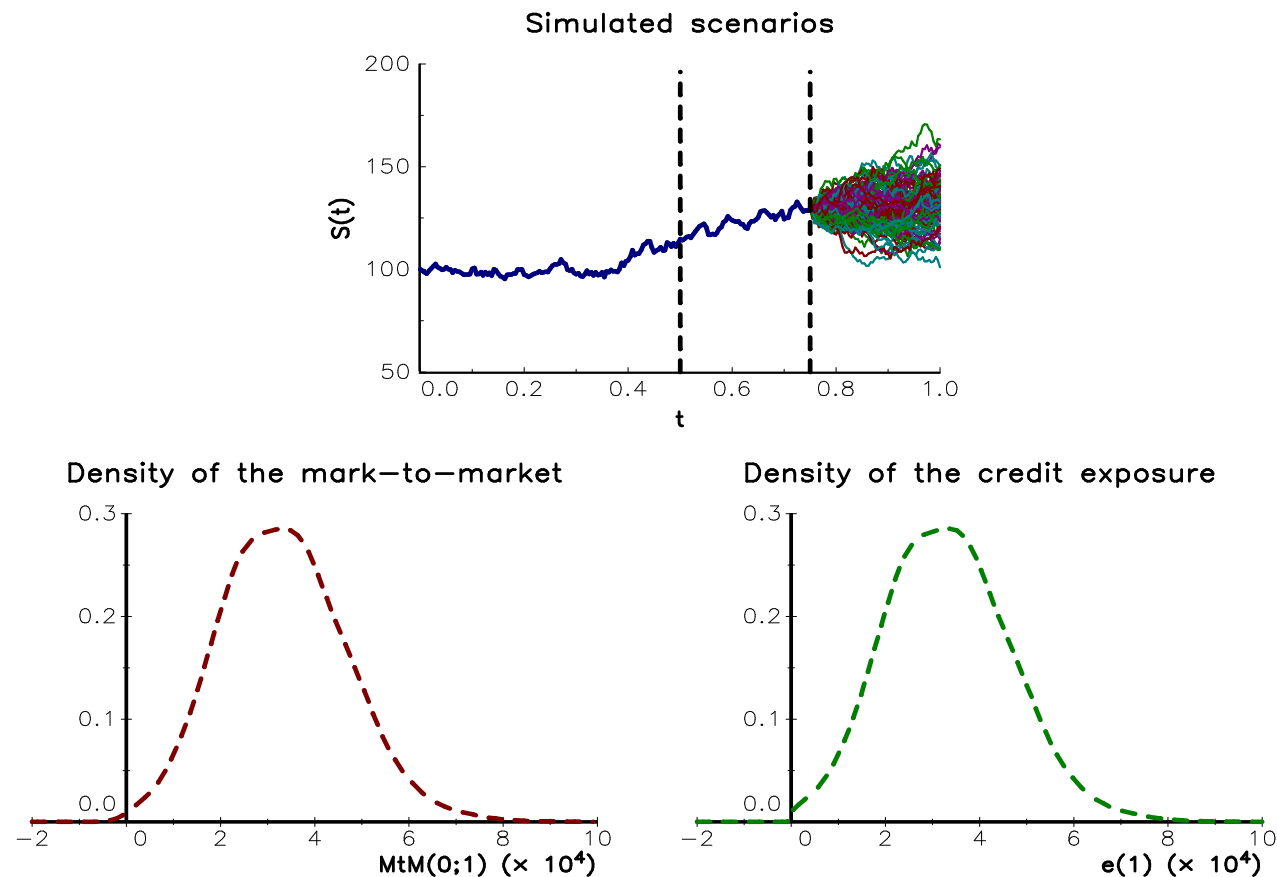 Simulated scenarios
200
150
100
50
S(t)
0.0 0.2 0.4 0.6 0.8 1.0
t
Density of the mark−to−market
0.3
0.2
0.1
0.0
−2 0 2 4 6 8 10
MtM(0;1) (× 10⁴)
Density of the credit exposure
0.3
0.2
0.1
0.0
−2 0 2 4 6 8 10
e(1) (× 10⁴)